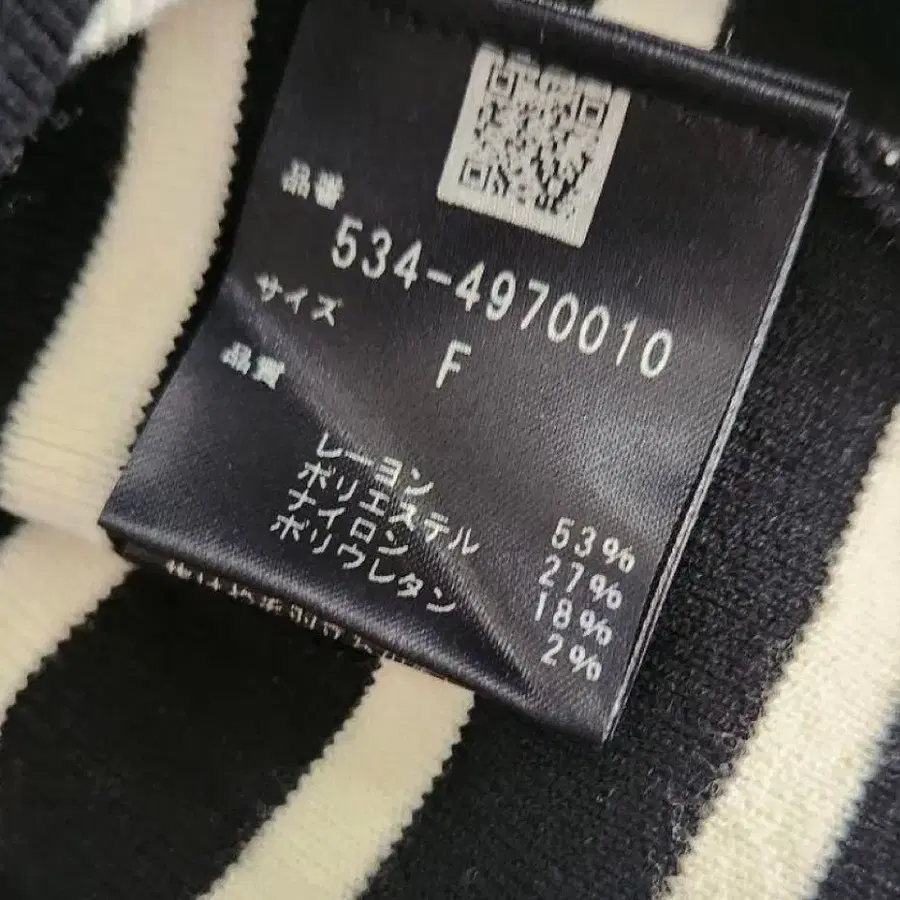 品番
534-4970010
サイズ
F
品質
レーヨン 53%
ポリエステル 27%
ナイロン 18%
ポリウレタン 2%